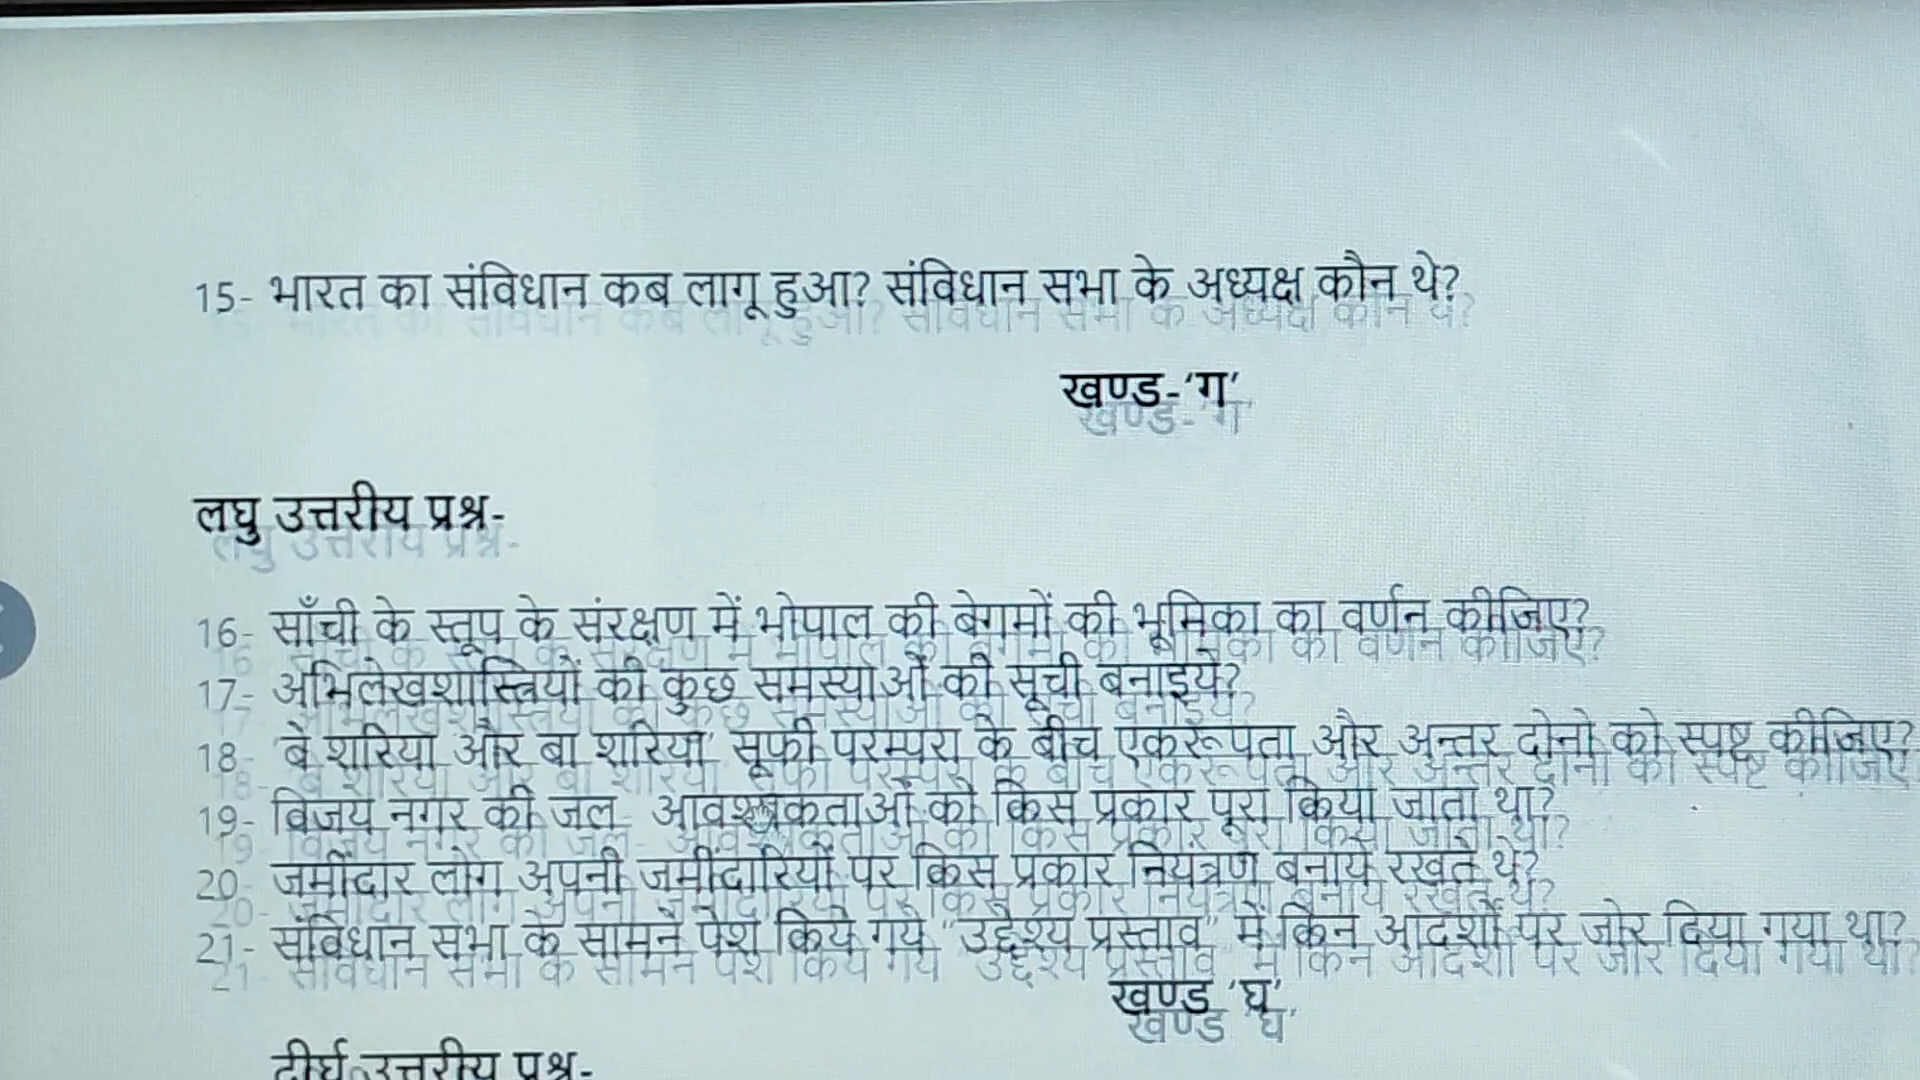 15- भारत का संविधान कब लागू हुआ? संविधान सभा के अध्यक्ष कौन थे?
खण्ड-'ग'
लघु उत्तरीय प्रश्न-
16- साँची के स्तूप के संरक्षण में भोपाल की बेगमों की भूमिका का वर्णन कीजिए?
17- अभिलेखशास्त्रियों की कुछ समस्याओं की सूची बनाइये?
18- बे शरिया और बा शरिया' सूफी परम्परा के बीच एकरूपता और अन्तर दोनो को स्पष्ट कीजिए?
19- विजय नगर की जल- आवश्यकताओं को किस प्रकार पूरा किया जाता था?
20- जमींदार लोग अपनी जमींदारियों पर किस प्रकार नियंत्रण बनाये रखते थे?
21- संविधान सभा के सामने पेश किये गये "उद्देश्य प्रस्ताव" में किन आदर्शों पर जोर दिया गया था?
खण्ड 'घ'
दीर्घ उत्तरीय प्रश्न-